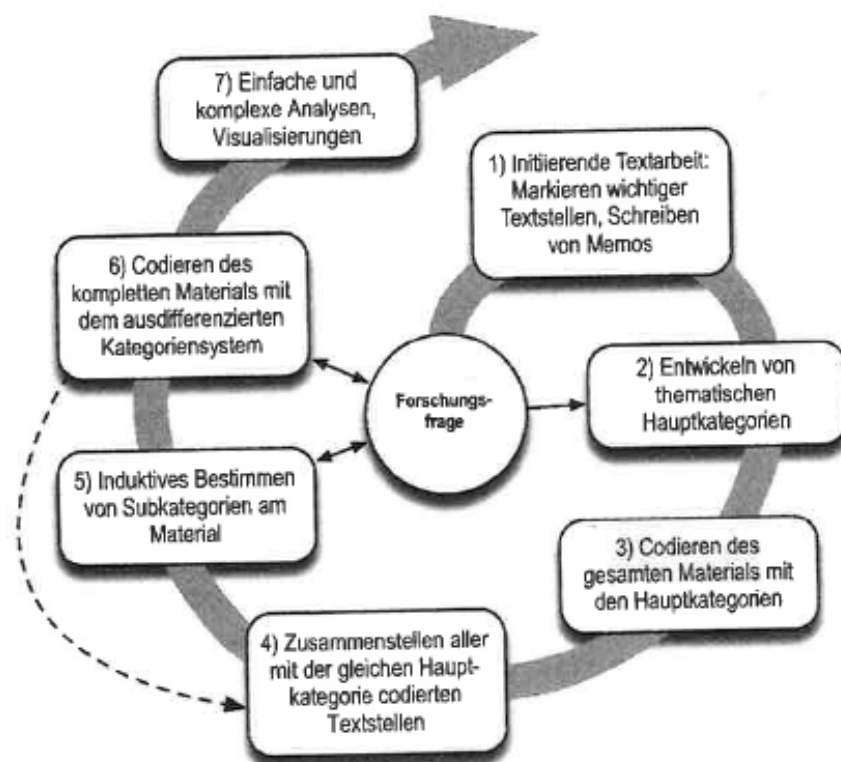 7) Einfache und
komplexe Analysen,
Visualisierungen
1) Initiierende Textarbeit:
Markieren wichtiger
Textstellen, Schreiben
von Memos
6) Codieren des
kompletten Materials mit
dem ausdifferenzierten
Kategoriensystem
Forschungs-
frage
2) Entwickeln von
thematischen
Hauptkategorien
5) Induktives Bestimmen
von Subkategorien am
Material
3) Codieren des
gesamten Materials mit
den Hauptkategorien
4) Zusammenstellen aller
mit der gleichen Haupt-
kategorie codierten
Textstellen